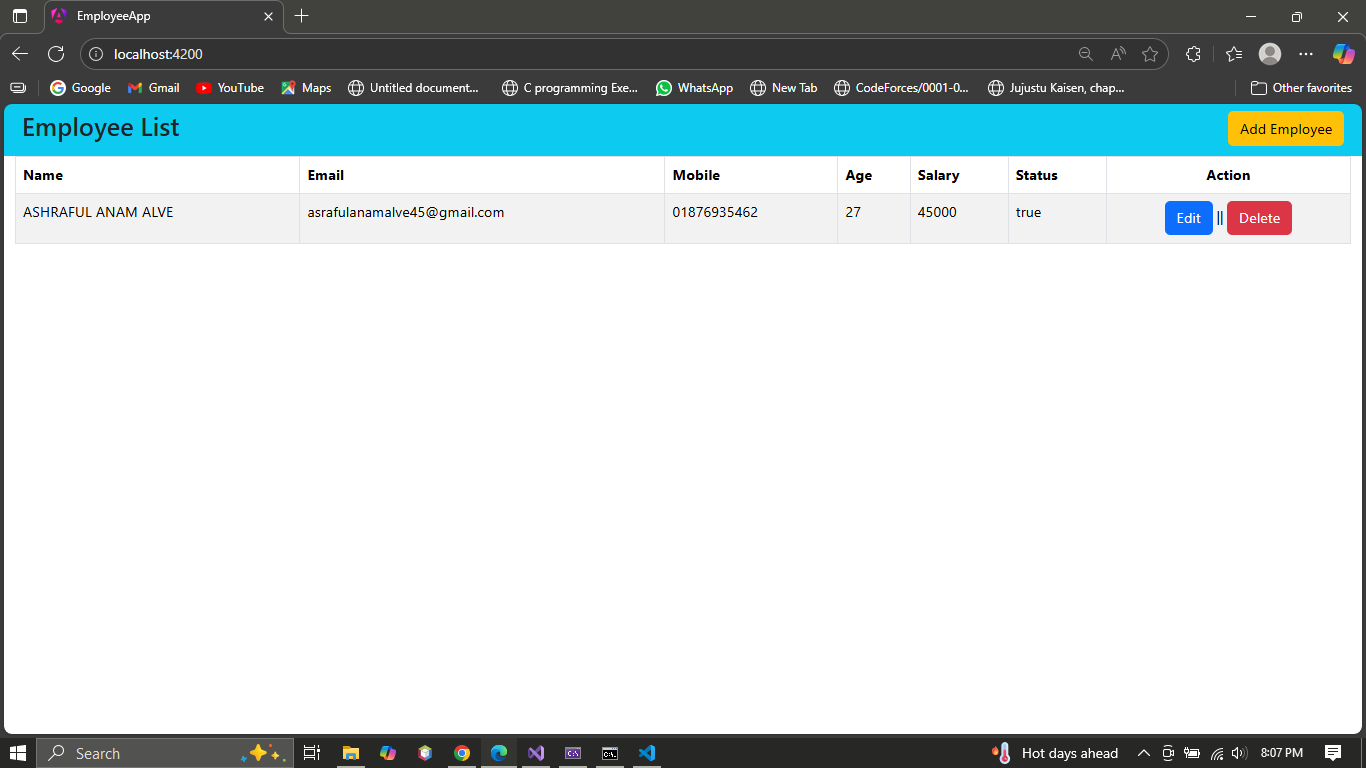 EmployeeApp
localhost:4200
Google Gmail YouTube Maps Untitled document... C programming Exe... WhatsApp New Tab CodeForces/0001-0... Jujustu Kaisen, chap... Other favorites
Employee List Add Employee
Name Email Mobile Age Salary Status Action
ASHRAFUL ANAM ALVE asrafulanamalve45@gmail.com 01876935462 27 45000 true Edit || Delete
Search Hot days ahead 8:07 PM